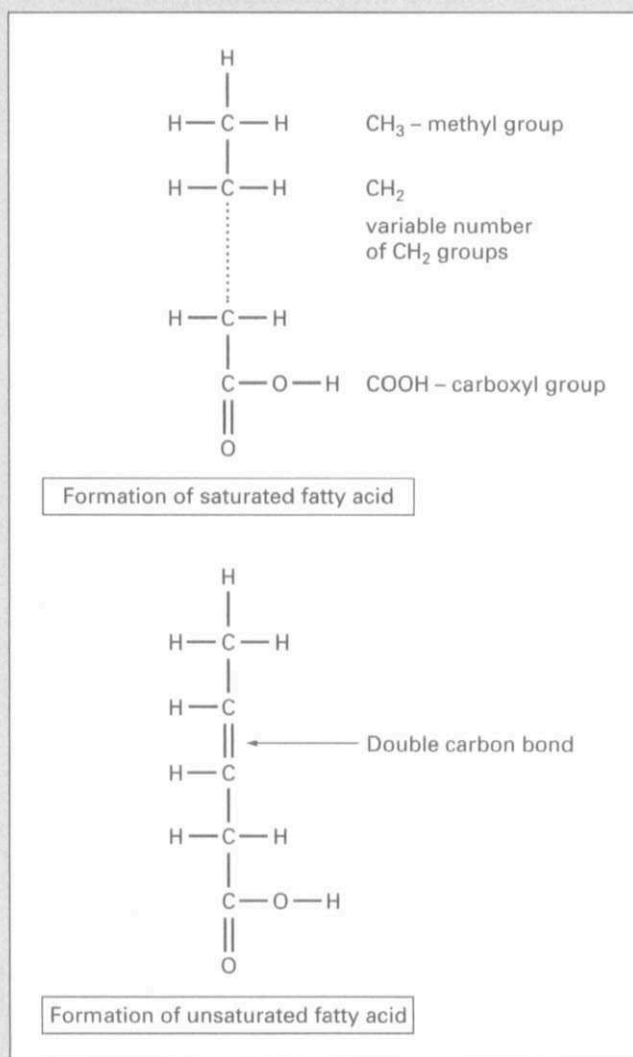 H
H—C—H CH₃ – methyl group
H—C—H CH₂
variable number
of CH₂ groups
H—C—H
C—O—H COOH – carboxyl group
O
Formation of saturated fatty acid
H
H—C—H
H—C
Double carbon bond
H—C
H—C—H
C—O—H
O
Formation of unsaturated fatty acid